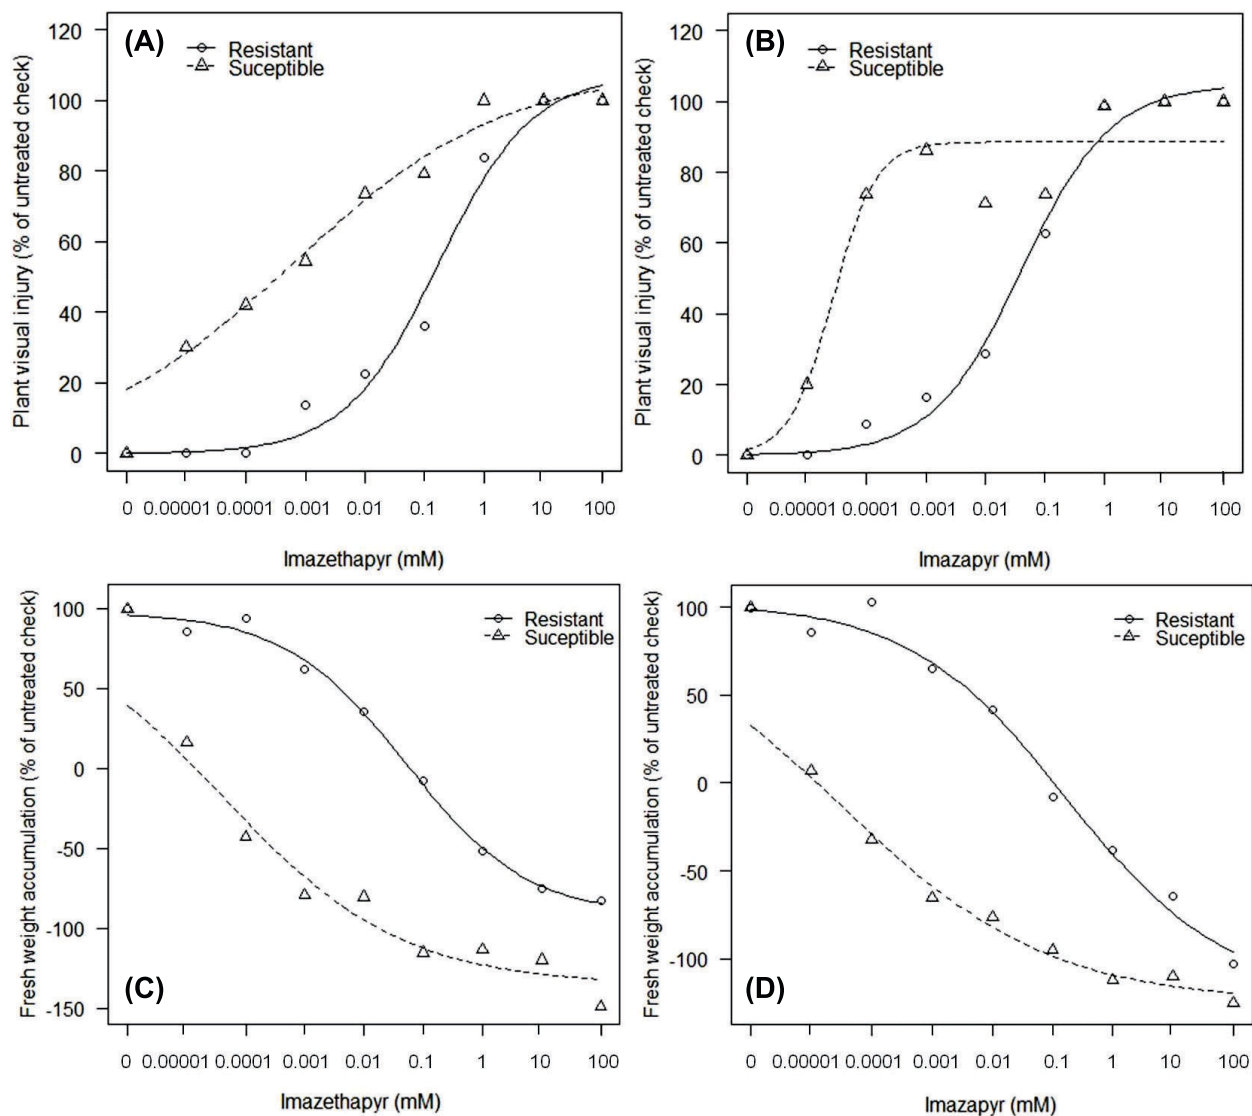 (A)
Resistant
Suceptible
120
100
80
60
40
20
0
Plant visual injury (% of untreated check)
0 0.00001 0.0001 0.001 0.01 0.1 1 10 100
Imazethapyr (mM)
(B)
Resistant
Suceptible
120
100
80
60
40
20
0
Plant visual injury (% of untreated check)
0 0.00001 0.0001 0.001 0.01 0.1 1 10 100
Imazapyr (mM)
(C)
Resistant
Suceptible
100
50
0
-50
-100
-150
Fresh weight accumulation (% of untreated check)
0 0.00001 0.0001 0.001 0.01 0.1 1 10 100
Imazethapyr (mM)
(D)
Resistant
Suceptible
100
50
0
-50
-100
Fresh weight accumulation (% of untreated check)
0 0.00001 0.0001 0.001 0.01 0.1 1 10 100
Imazapyr (mM)